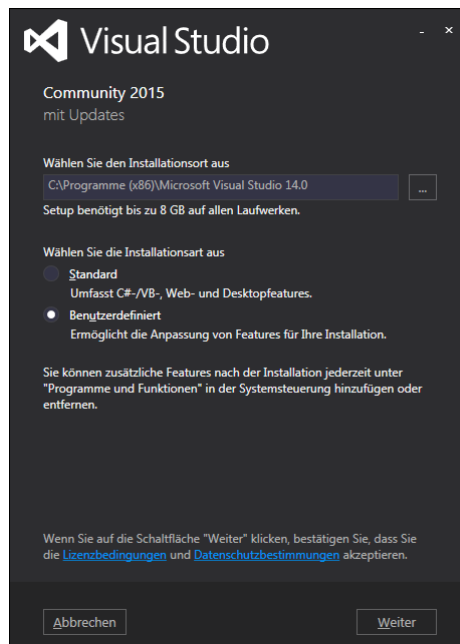 Visual Studio
Community 2015
mit Updates
Wählen Sie den Installationsort aus
C:\Programme (x86)\Microsoft Visual Studio 14.0
...
Setup benötigt bis zu 8 GB auf allen Laufwerken.
Wählen Sie die Installationsart aus
Standard
Umfasst C#-/VB-, Web- und Desktopfeatures.
Benutzerdefiniert
Ermöglicht die Anpassung von Features für Ihre Installation.
Sie können zusätzliche Features nach der Installation jederzeit unter
"Programme und Funktionen" in der Systemsteuerung hinzufügen oder
entfernen.
Wenn Sie auf die Schaltfläche "Weiter" klicken, bestätigen Sie, dass Sie
die Lizenzbedingungen und Datenschutzbestimmungen akzeptieren.
Abbrechen
Weiter